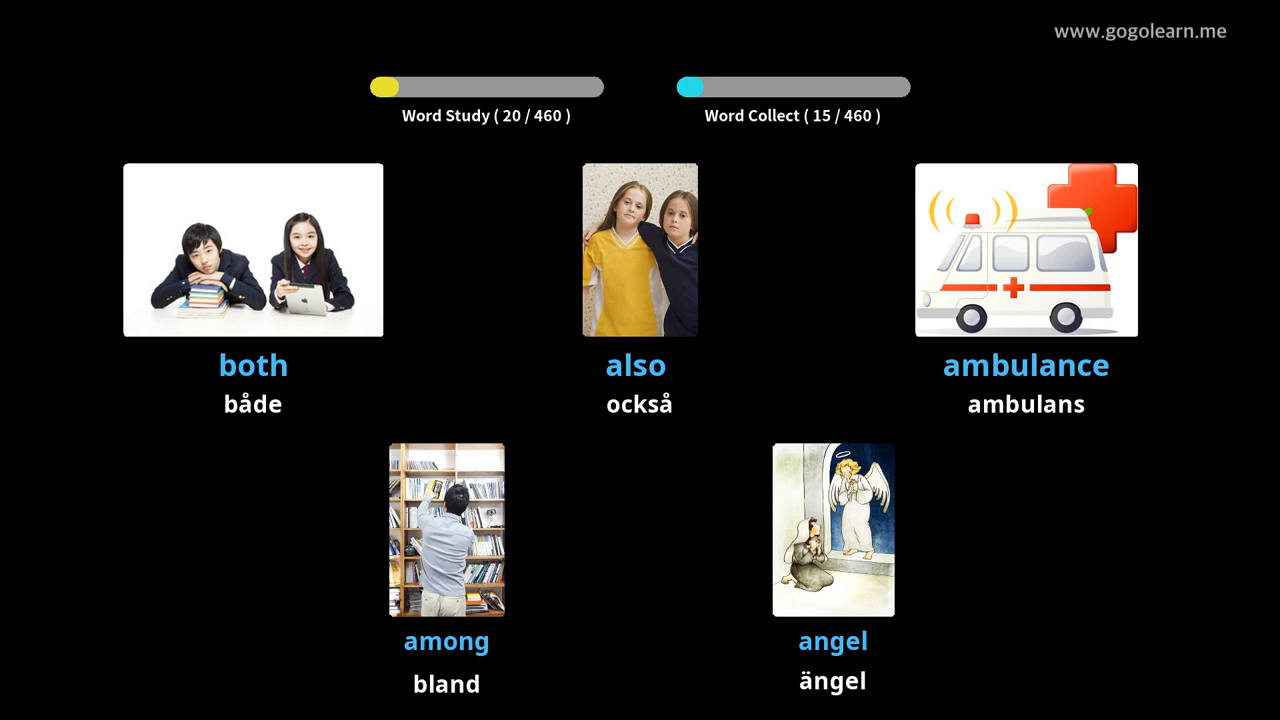 www.gogolearn.me
Word Study ( 20 / 460 )
Word Collect ( 15 / 460 )
both
både
also
också
ambulance
ambulans
among
bland
angel
ängel